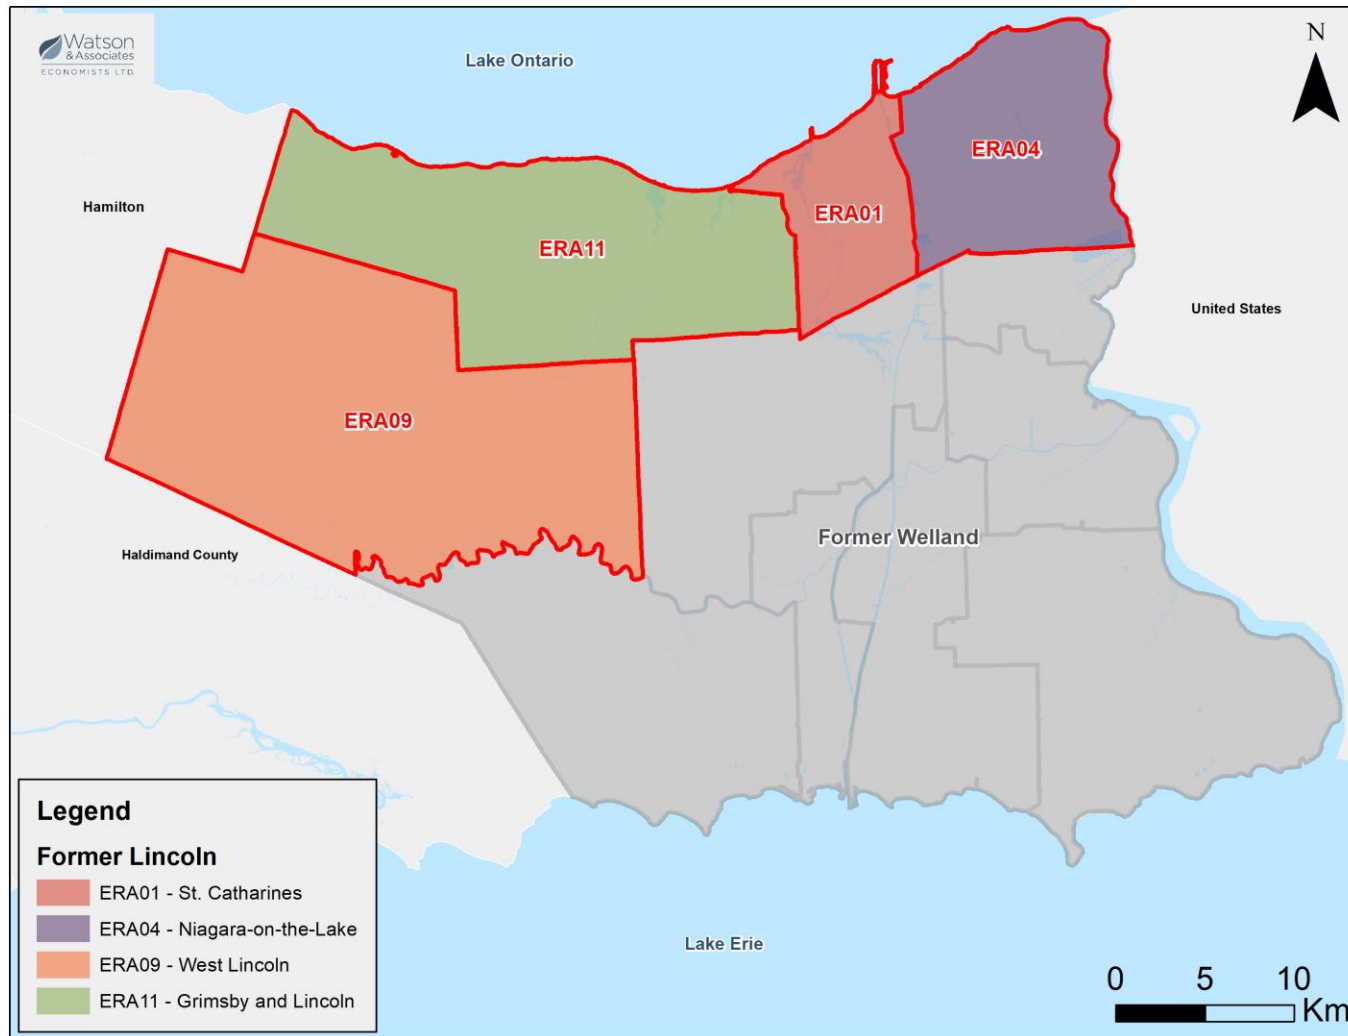 Watson
& Associates
ECONOMISTS LTD.
Lake Ontario
N
ERA04
Hamilton
ERA01
ERA11
United States
ERA09
Former Welland
Haldimand County
Legend
Former Lincoln
ERA01 - St. Catharines
ERA04 - Niagara-on-the-Lake
ERA09 - West Lincoln
ERA11 - Grimsby and Lincoln
Lake Erie
0 5 10
Km